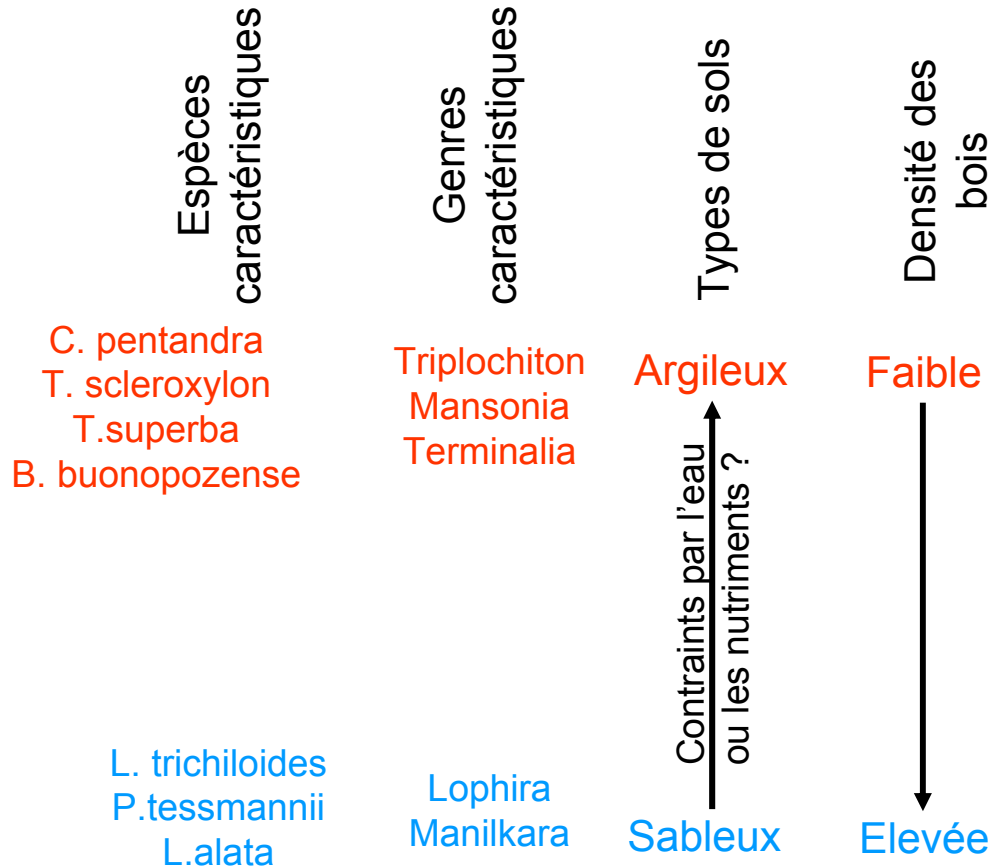 Espèces
caractéristiques
Genres
caractéristiques
Types de sols
Densité des
bois
C. pentandra
T. scleroxylon
T.superba
B. buonopozense
Triplochiton
Mansonia
Terminalia
Argileux
Faible
Contraints par l'eau
ou les nutriments ?
L. trichiloides
P.tessmannii
L.alata
Lophira
Manilkara
Sableux
Elevée